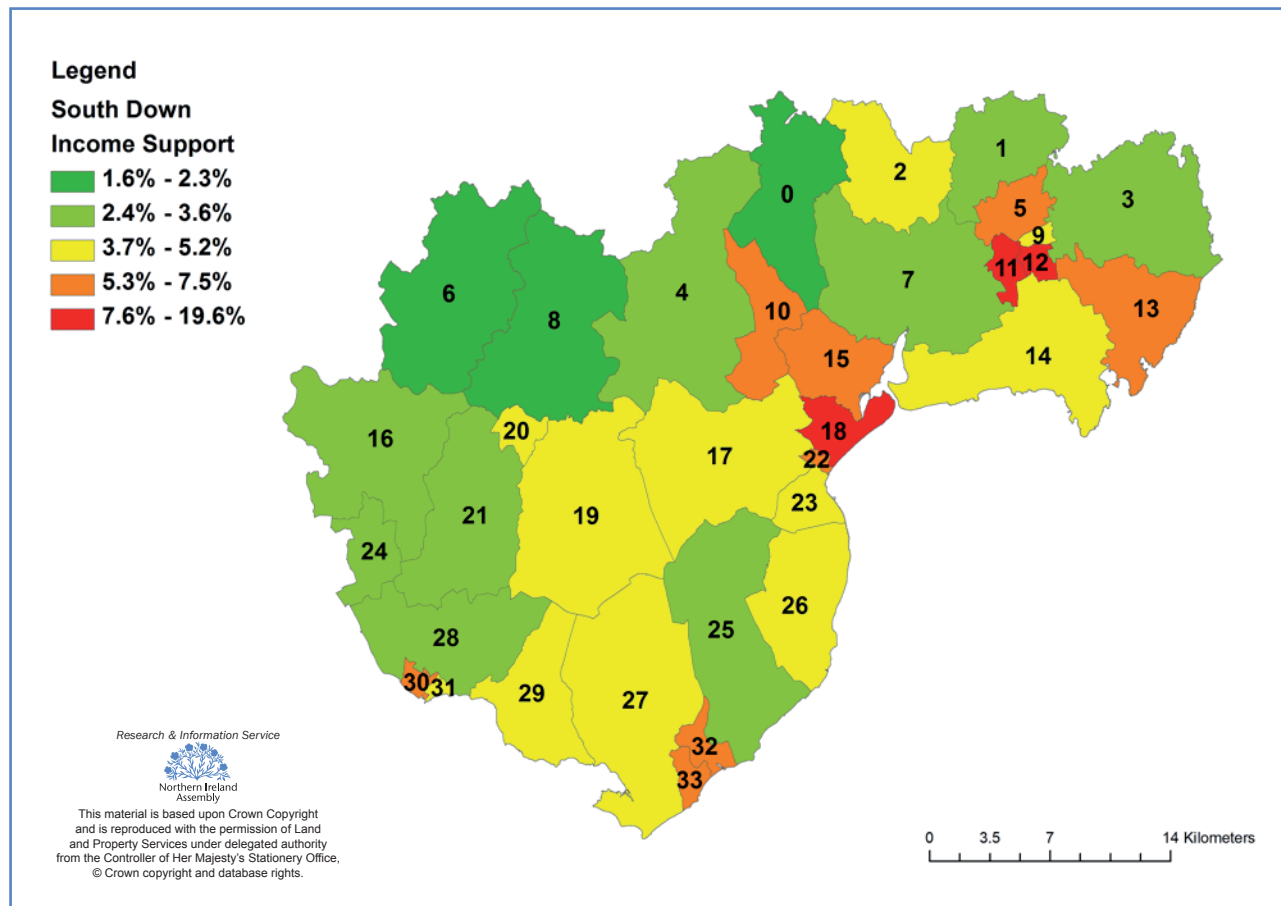 Legend
South Down
Income Support
1.6% - 2.3%
2.4% - 3.6%
3.7% - 5.2%
5.3% - 7.5%
7.6% - 19.6%
0
1
2
3
4
5
6
7
8
9
10
11
12
13
14
15
16
17
18
19
20
21
22
23
24
25
26
27
28
29
30
31
32
33
Research & Information Service
Northern Ireland
Assembly
This material is based upon Crown Copyright
and is reproduced with the permission of Land
and Property Services under delegated authority
from the Controller of Her Majesty's Stationery Office,
© Crown copyright and database rights.
0 3.5 7 14 Kilometers